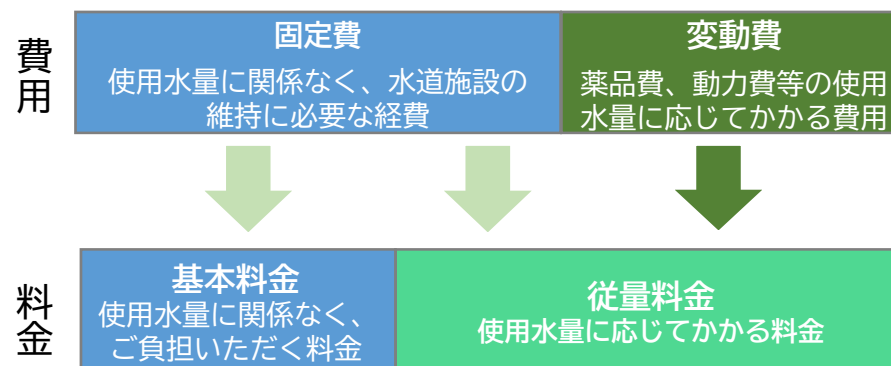 費用
固定費
使用水量に関係なく、水道施設の
維持に必要な経費
変動費
薬品費、動力費等の使用
水量に応じてかかる費用
料金
基本料金
使用水量に関係なく、
ご負担いただく料金
従量料金
使用水量に応じてかかる料金